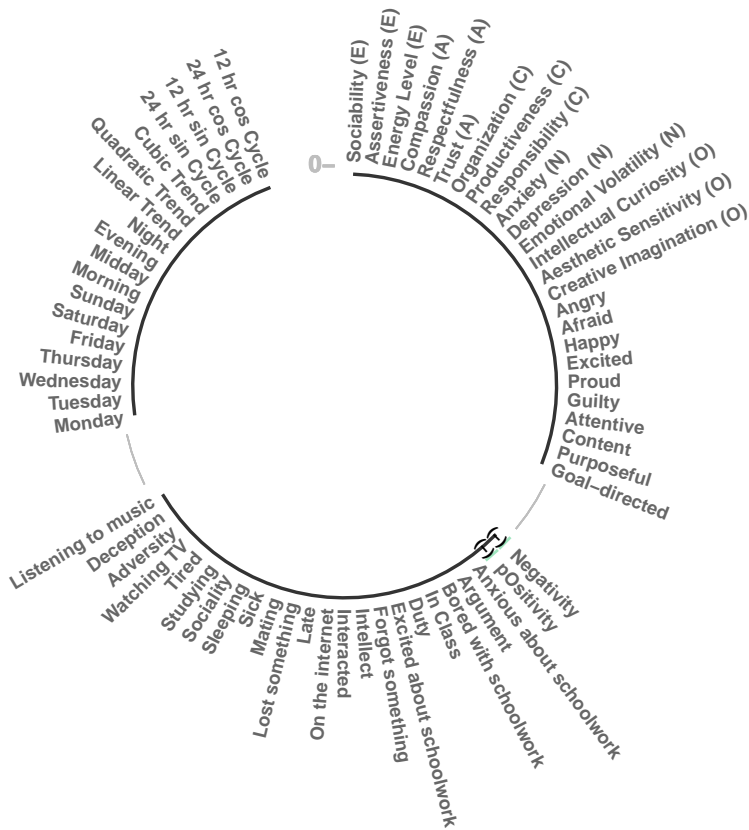 0–
Sociability (E)
Assertiveness (E)
Energy Level (E)
Compassion (A)
Respectfulness (A)
Trust (A)
Organization (C)
Productiveness (C)
Responsibility (C)
Anxiety (N)
Depression (N)
Emotional Volatility (N)
Intellectual Curiosity (O)
Aesthetic Sensitivity (O)
Creative Imagination (O)
Angry
Afraid
Happy
Excited
Proud
Guilty
Attentive
Content
Purposeful
Goal–directed
Negativity
pOsitivity
Anxious about schoolwork
Argument
Bored with schoolwork
In Class
Duty
Excited about schoolwork
Forgot something
Intellect
Interacted
On the internet
Late
Lost something
Mating
Sick
Sleeping
Sociality
Studying
Tired
Watching TV
Adversity
Deception
Listening to music
Monday
Tuesday
Wednesday
Thursday
Friday
Saturday
Sunday
Morning
Midday
Evening
Night
Linear Trend
Quadratic Trend
Cubic Trend
24 hr sin Cycle
12 hr sin Cycle
24 hr cos Cycle
12 hr cos Cycle